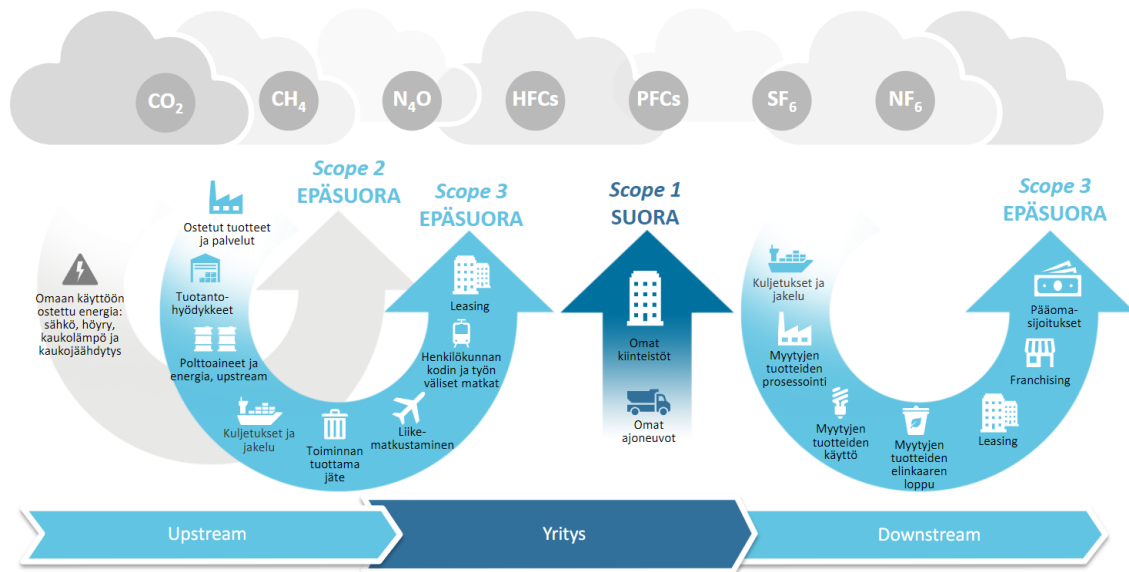 CO₂
CH₄
N₄O
HFCs
PFCs
SF₆
NF₆
Scope 2
EPÄSUORA
Scope 3
EPÄSUORA
Scope 1
SUORA
Scope 3
EPÄSUORA
Omaan käyttöön
ostettu energia:
sähkö, höyry,
kaukolämpö ja
kaukojäähdytys
Ostetut tuotteet
ja palvelut
Tuotanto-
hyödykkeet
Polttoaineet ja
energia, upstream
Kuljetukset ja
jakelu
Toiminnan
tuottama
jäte
Liike-
matkustaminen
Henkilökunnan
kodin ja työn
väliset matkat
Leasing
Omat
kiinteistöt
Omat
ajoneuvot
Kuljetukset ja
jakelu
Myytyjen
tuotteiden
prosessointi
Myytyjen
tuotteiden
käyttö
Myytyjen
tuotteiden
elinkaaren
loppu
Leasing
Franchising
Pääoma-
sijoitukset
Upstream
Yritys
Downstream